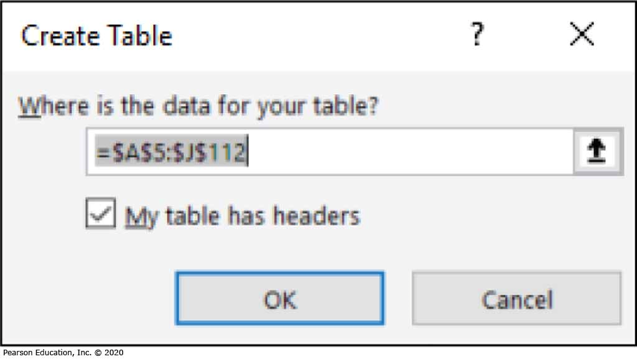 Create Table ? ×
Where is the data for your table?
=$A$5:$J$112
My table has headers
OK Cancel
Pearson Education, Inc. © 2020